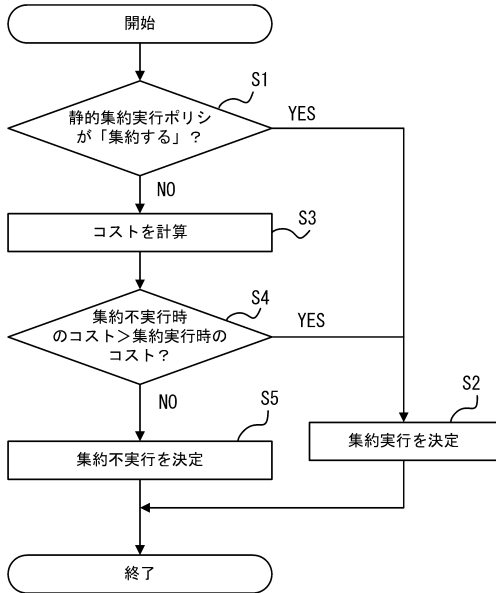 開始
S1
静的集約実行ポリシ
が「集約する」？
YES
NO
S3
コストを計算
S4
集約不実行時
のコスト＞集約実行時の
コスト？
YES
NO
S5
集約不実行を決定
S2
集約実行を決定
終了